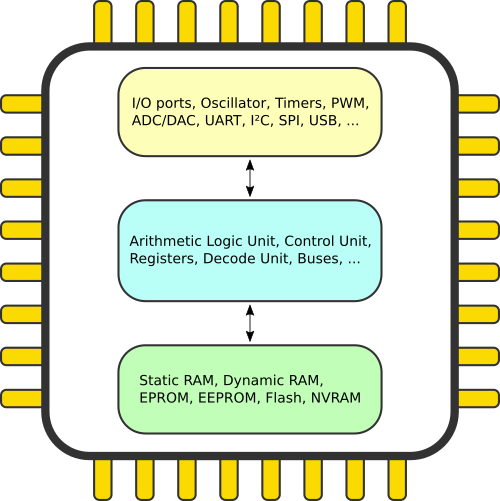 I/O ports, Oscillator, Timers, PWM,
ADC/DAC, UART, I²C, SPI, USB, ...
Arithmetic Logic Unit, Control Unit,
Registers, Decode Unit, Buses, ...
Static RAM, Dynamic RAM,
EPROM, EEPROM, Flash, NVRAM